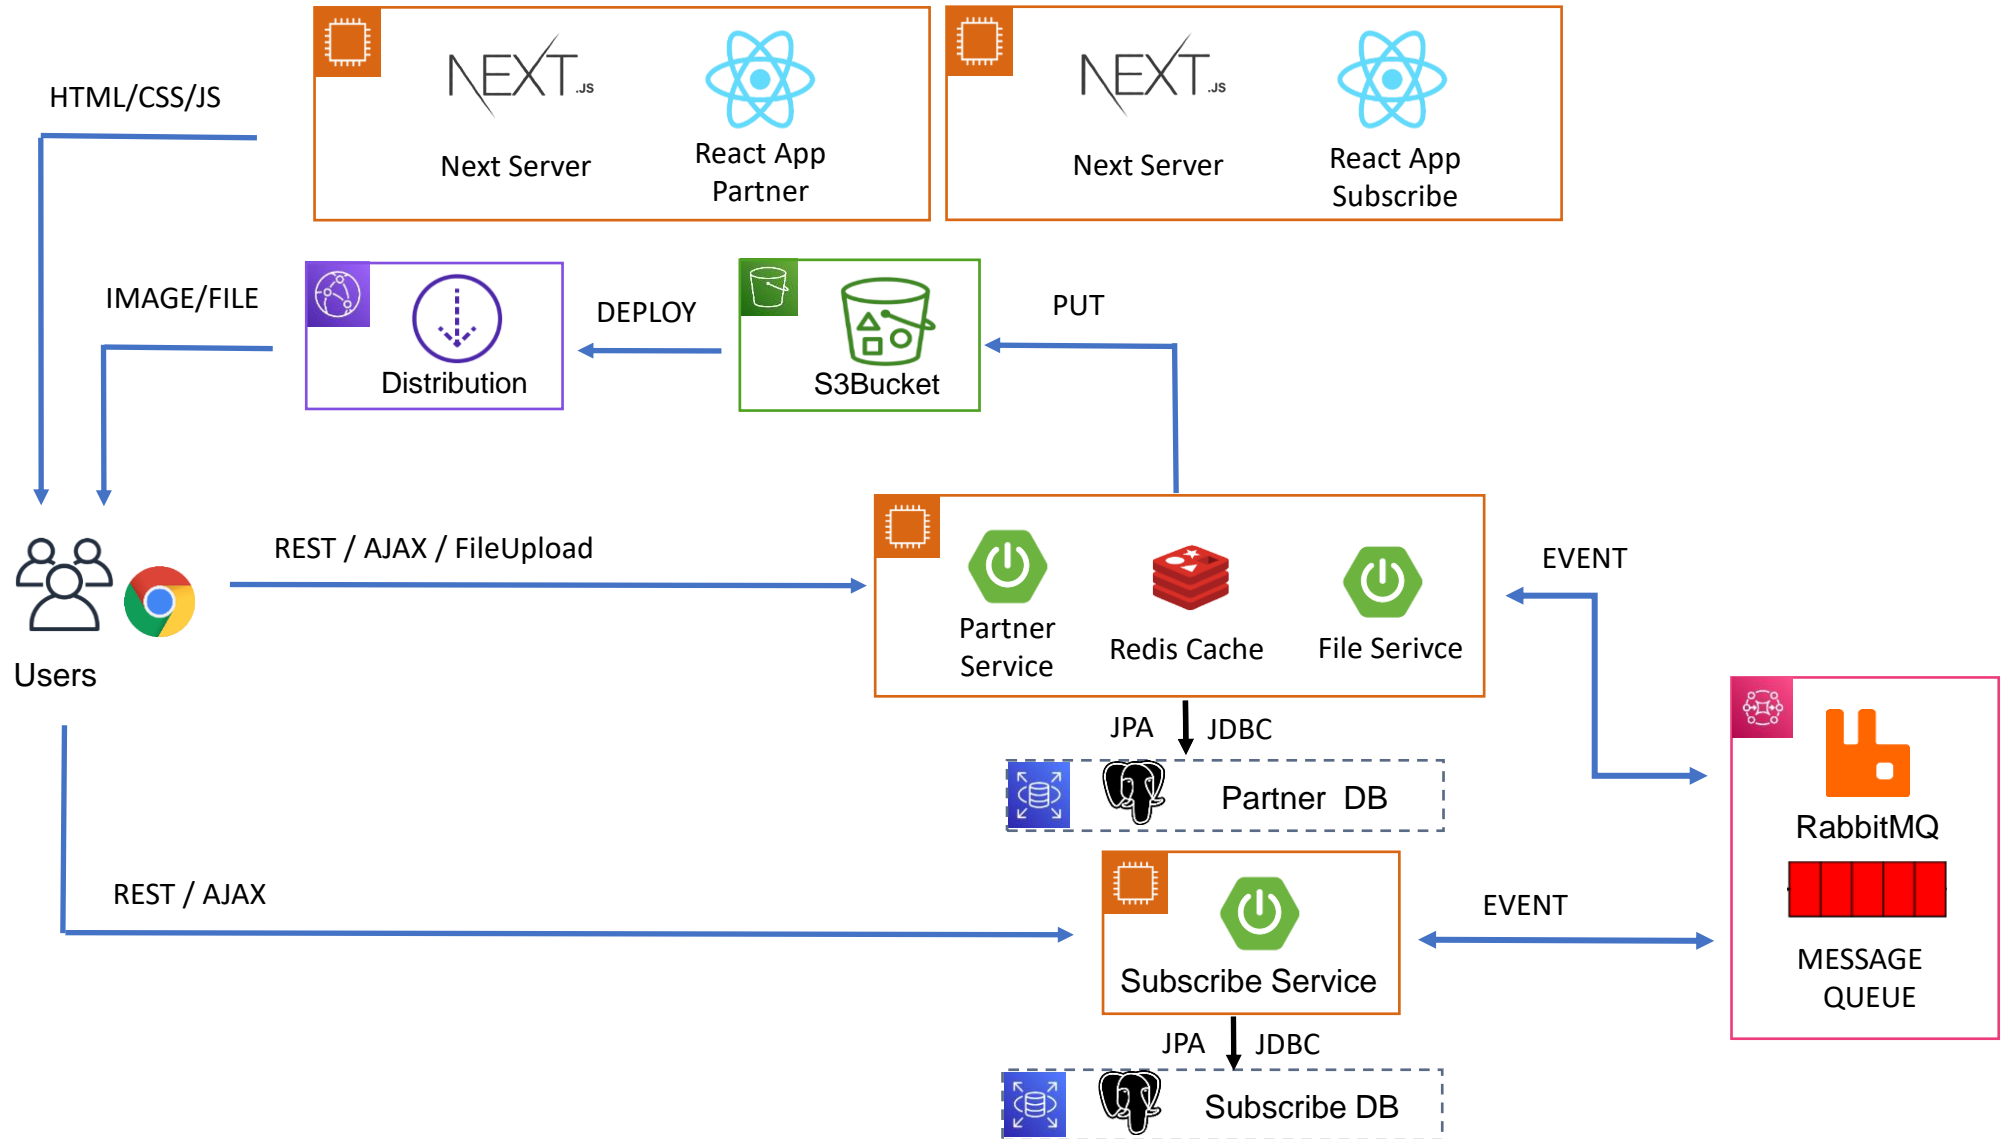 HTML/CSS/JS
NEXT.JS
Next Server
React App
Partner
NEXT.JS
Next Server
React App
Subscribe
IMAGE/FILE
Distribution
DEPLOY
S3Bucket
PUT
Users
REST / AJAX / FileUpload
Partner
Service
Redis Cache
File Serivce
EVENT
JPA
JDBC
Partner DB
RabbitMQ
MESSAGE
QUEUE
REST / AJAX
Subscribe Service
EVENT
JPA
JDBC
Subscribe DB